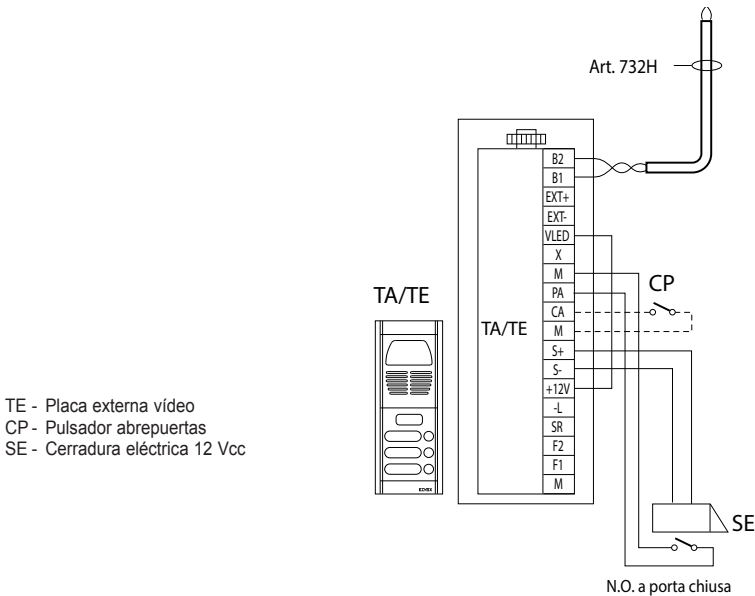 Art. 732H
B2
B1
EXT+
EXT-
VLED
X
M
PA
CA
M
S+
S-
+12V
-L
SR
F2
F1
M
TA/TE
TA/TE
CP
TE - Placa externa vídeo
CP - Pulsador abrepuertas
SE - Cerradura eléctrica 12 Vcc
SE
N.O. a porta chiusa